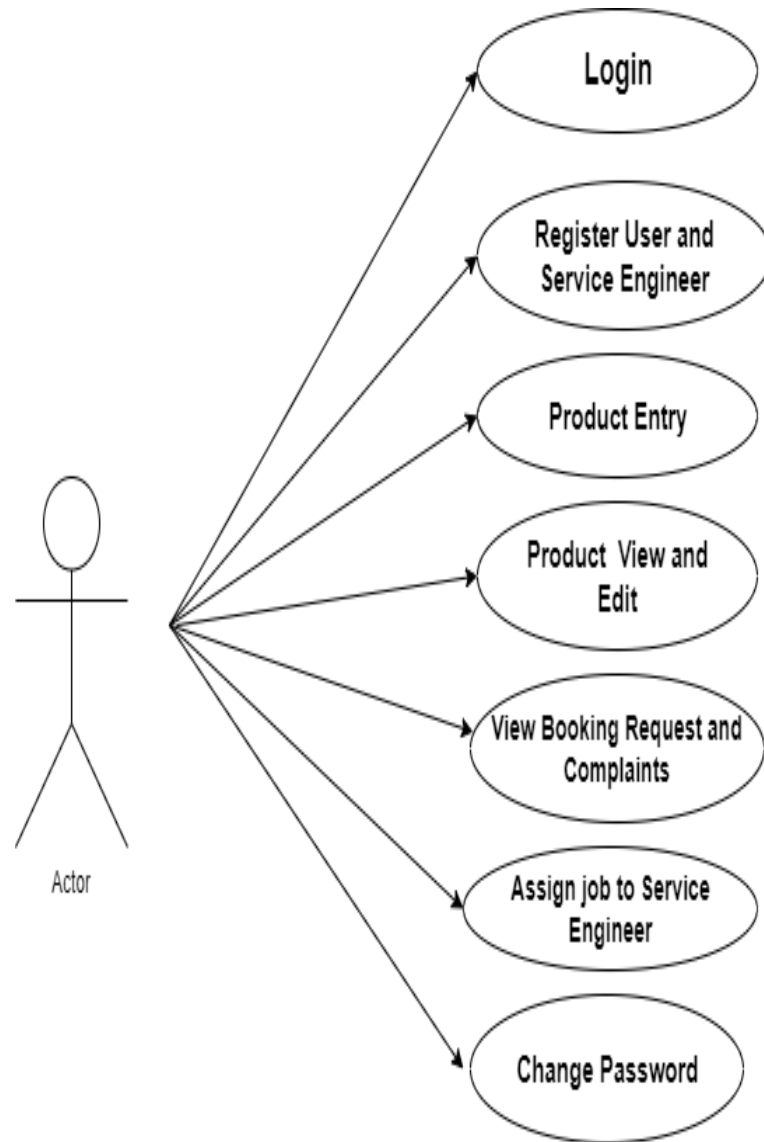 Login
Register User and
Service Engineer
Product Entry
Product View and
Edit
View Booking Request and
Complaints
Assign job to Service
Engineer
Change Password
Actor